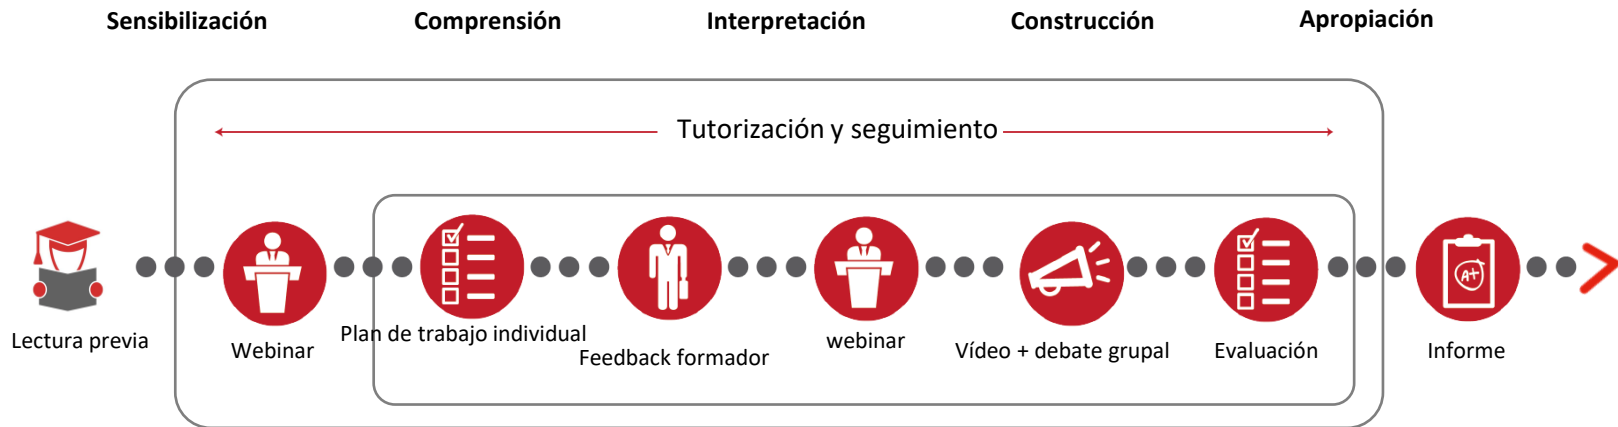 Sensibilización
Comprensión
Interpretación
Construcción
Apropiación
Tutorización y seguimiento
Lectura previa
Webinar
Plan de trabajo individual
Feedback formador
webinar
Vídeo + debate grupal
Evaluación
A+
Informe